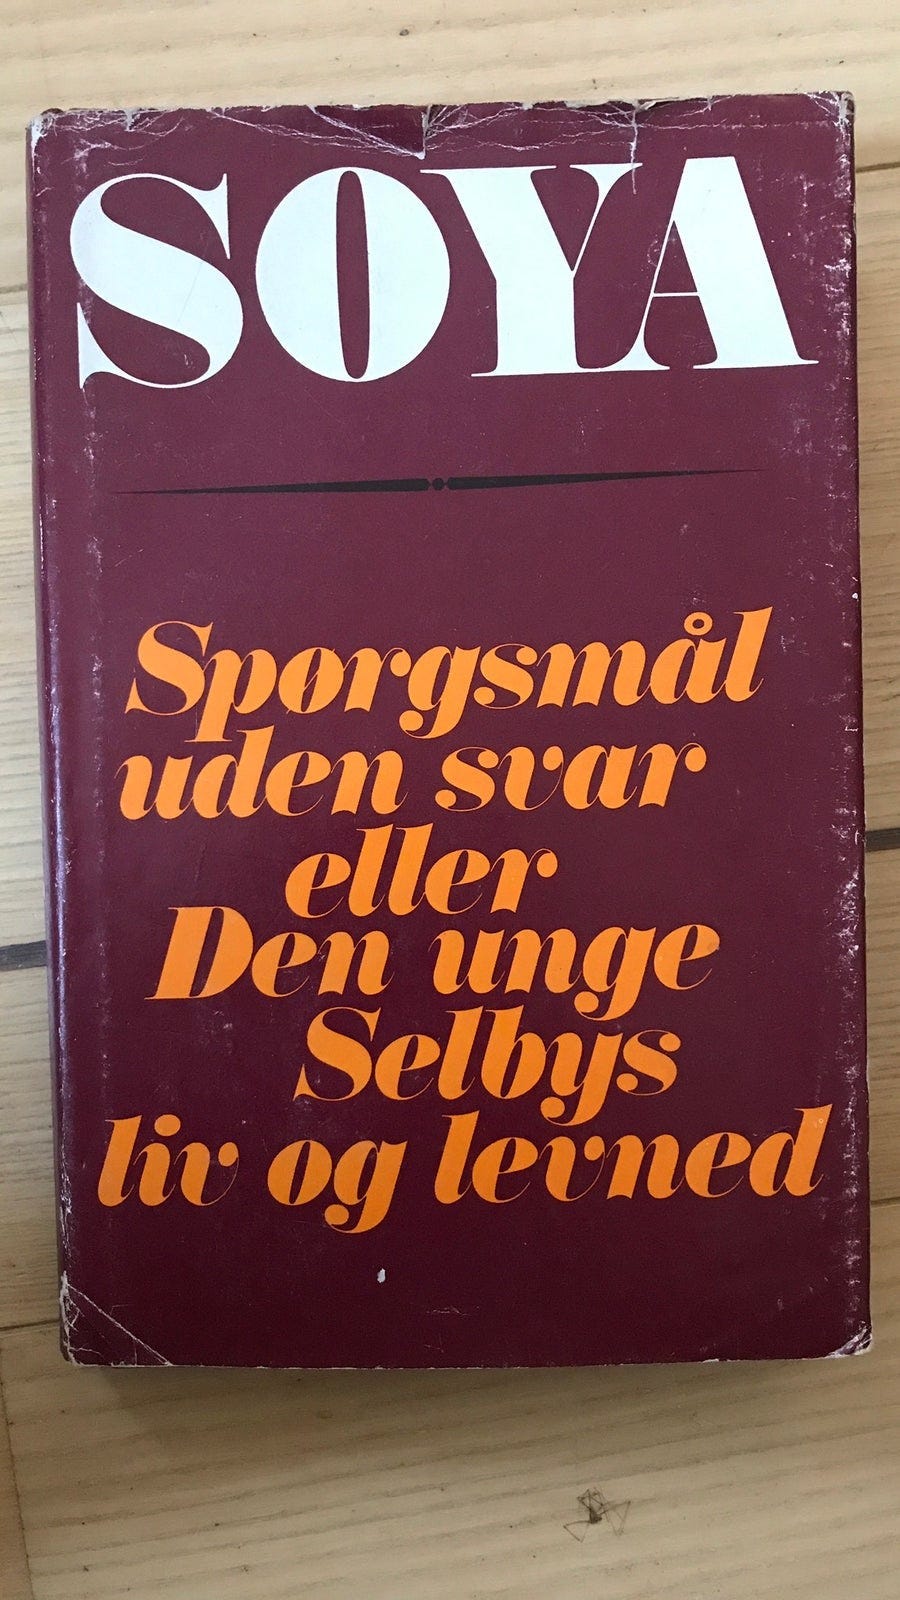 SOYA
Spørgsmål
uden svar
eller
Den unge
Selbys
liv og levned